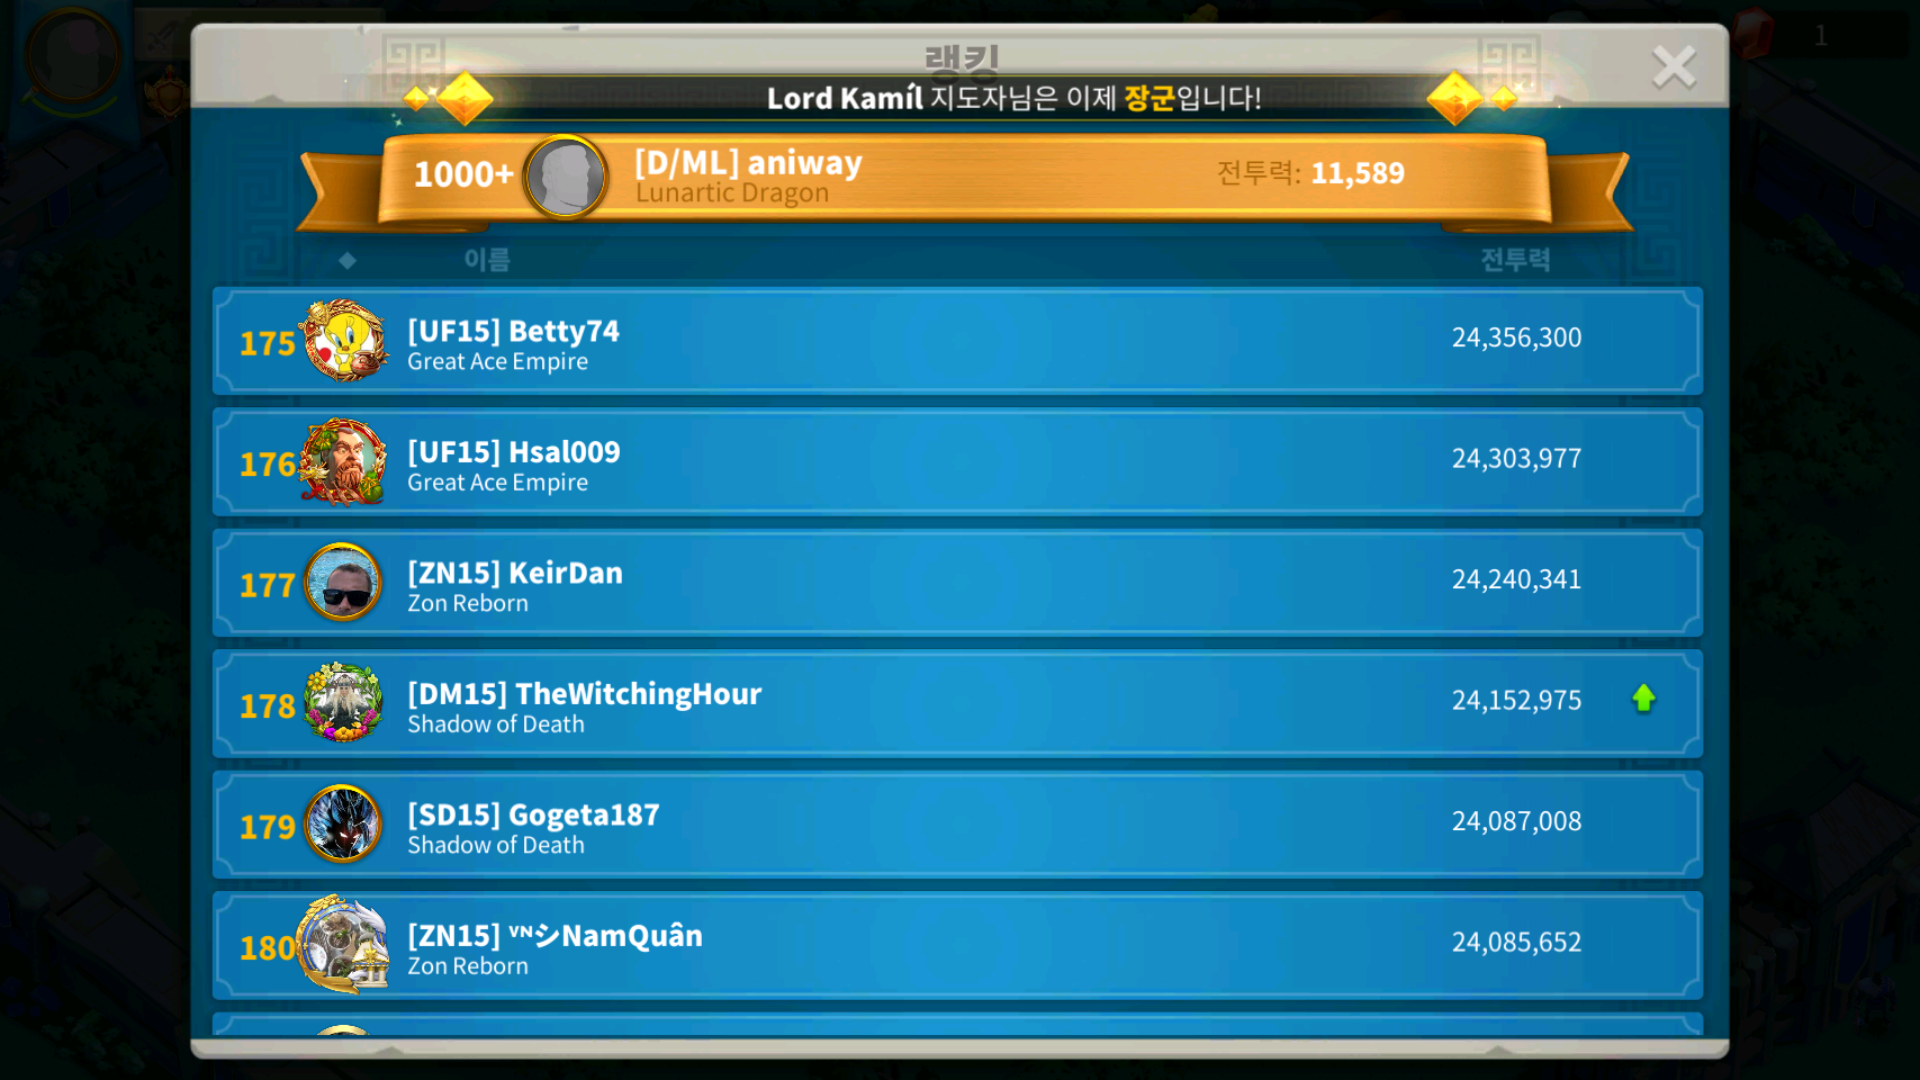 랭킹
1
Lord Kamíl 지도자님은 이제 장군입니다!
1000+
[D/ML] aniway
Lunartic Dragon
전투력: 11,589
이름
전투력
175
[UF15] Betty74
Great Ace Empire
24,356,300
176
[UF15] Hsal009
Great Ace Empire
24,303,977
177
[ZN15] KeirDan
Zon Reborn
24,240,341
178
[DM15] TheWitchingHour
Shadow of Death
24,152,975
179
[SD15] Gogeta187
Shadow of Death
24,087,008
180
[ZN15] ᵛᶰシNamQuân
Zon Reborn
24,085,652